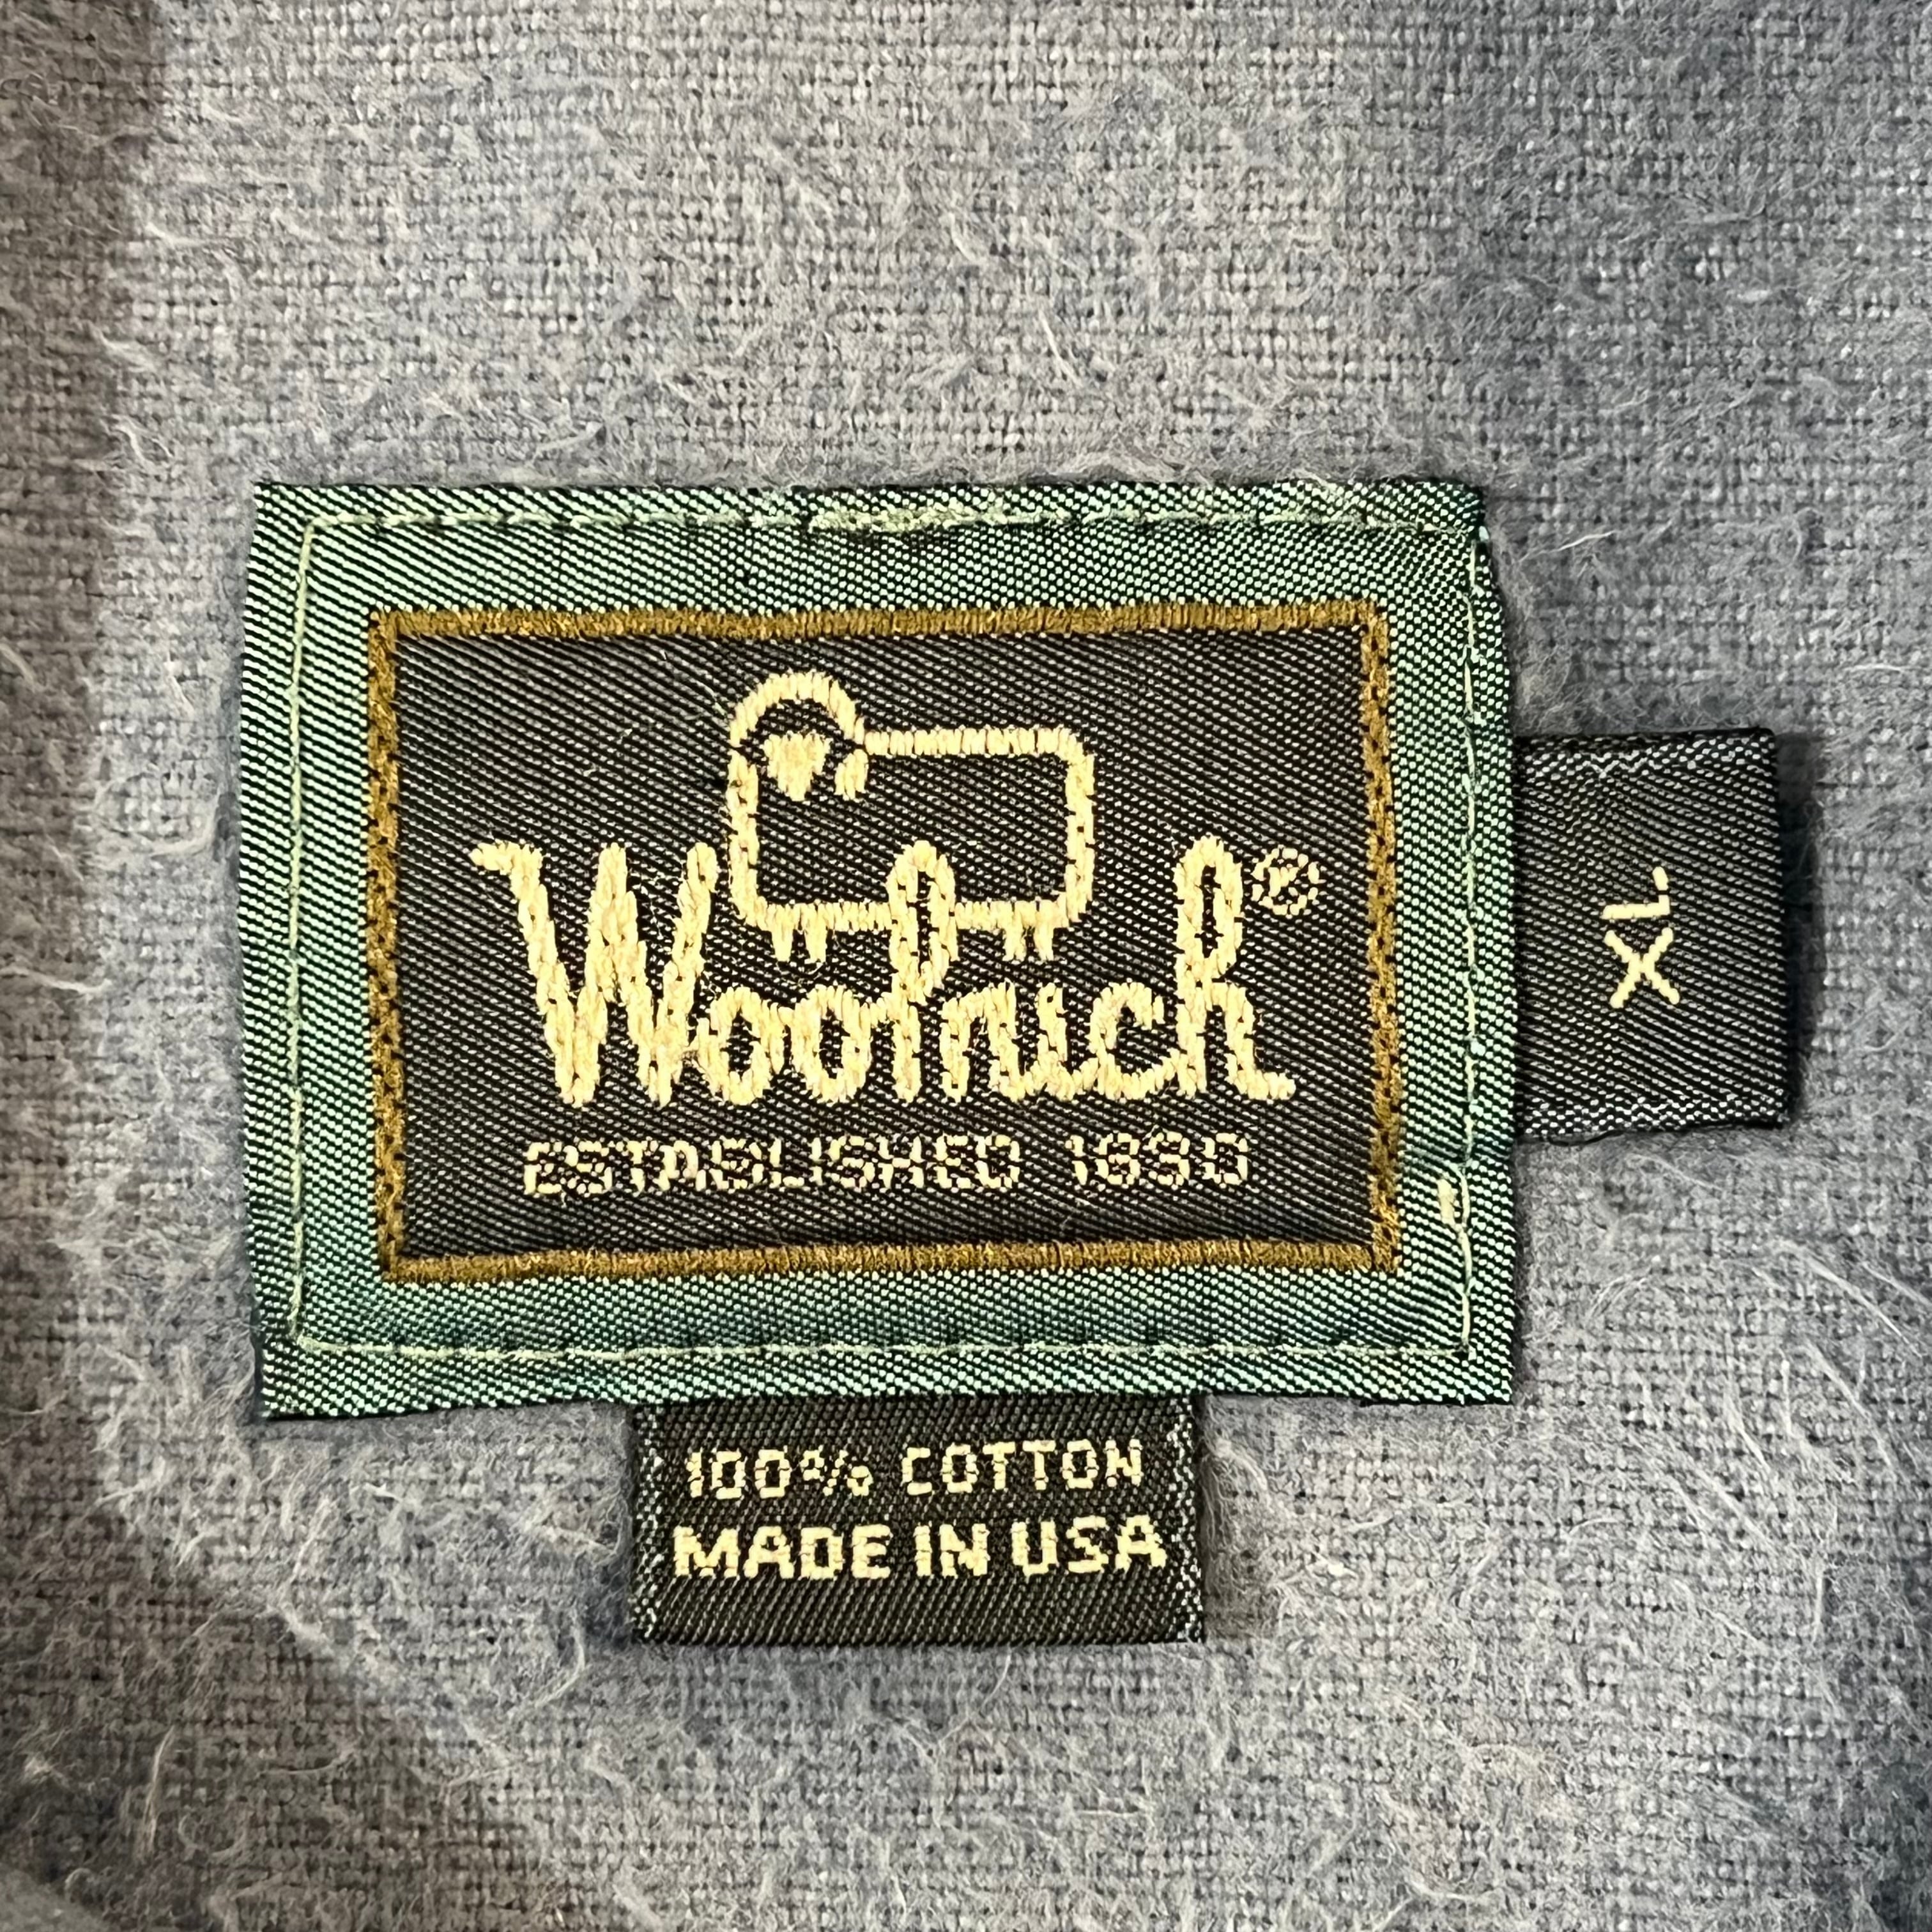 Woolrich®
ESTABLISHED 1830
XL
100% COTTON
MADE IN USA